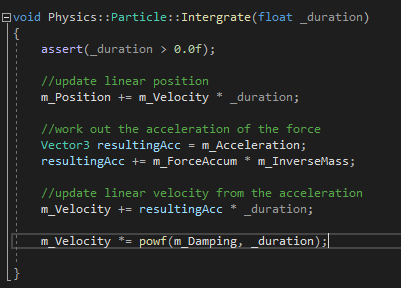 void Physics::Particle::Intergrate(float _duration)
{
assert(_duration > 0.0f);
//update linear position
m_Position += m_Velocity * _duration;
//work out the acceleration of the force
Vector3 resultingAcc = m_Acceleration;
resultingAcc += m_ForceAccum * m_InverseMass;
//update linear velocity from the acceleration
m_Velocity += resultingAcc * _duration;
m_Velocity *= powf(m_Damping, _duration);
}